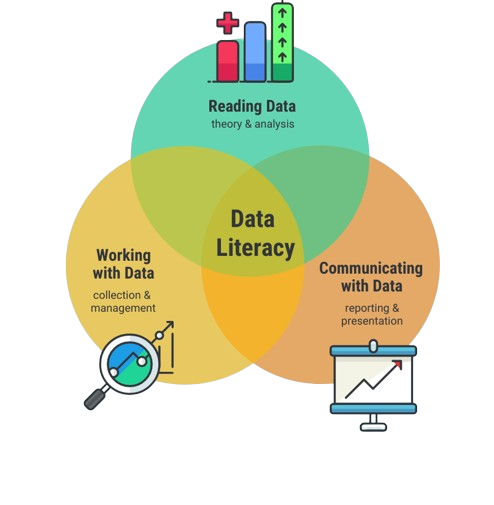 Reading Data
theory & analysis
Data
Literacy
Working
with Data
collection &
management
Communicating
with Data
reporting &
presentation